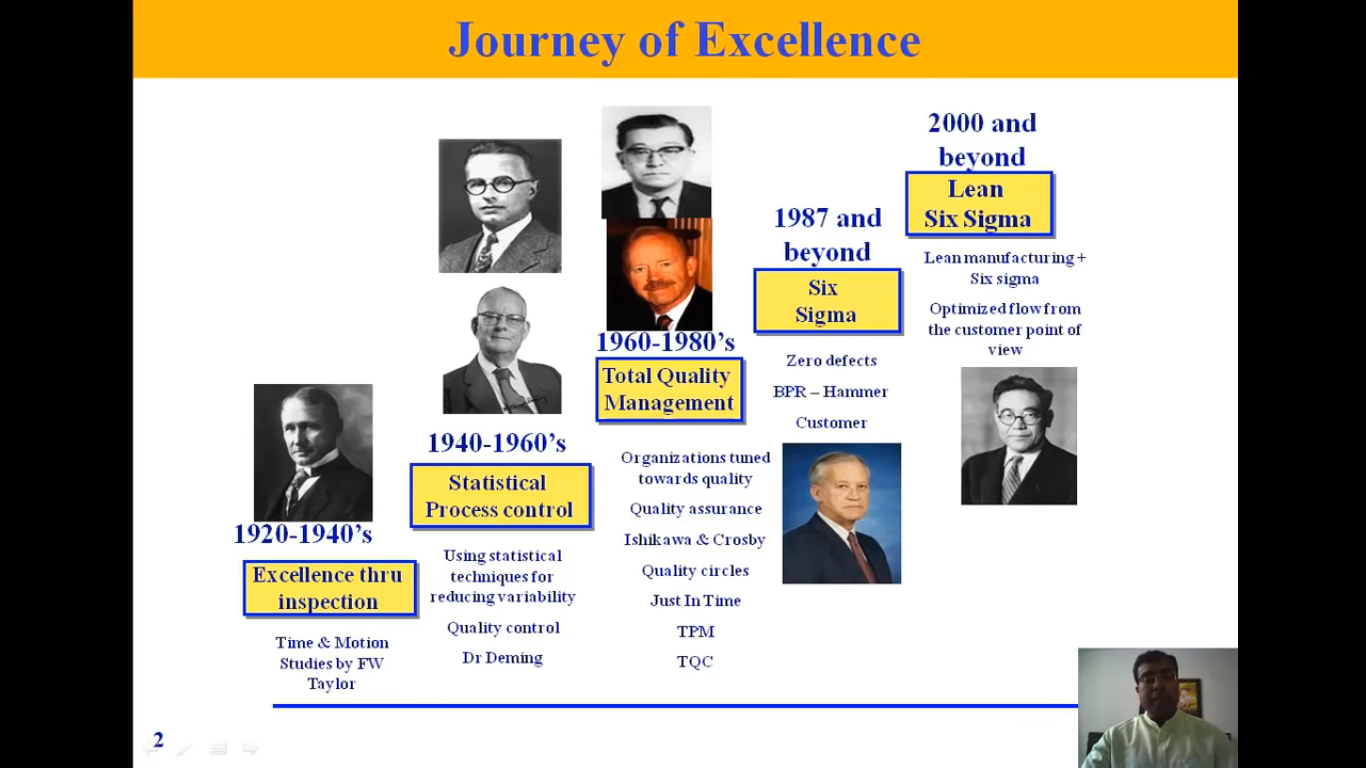 Journey of Excellence
1920-1940’s
Excellence thru
inspection
Time & Motion
Studies by FW
Taylor
1940-1960’s
Statistical
Process control
Using statistical
techniques for
reducing variability
Quality control
Dr Deming
1960-1980’s
Total Quality
Management
Organizations tuned
towards quality
Quality assurance
Ishikawa & Crosby
Quality circles
Just In Time
TPM
TQC
1987 and
beyond
Six
Sigma
Zero defects
BPR – Hammer
Customer
2000 and
beyond
Lean
Six Sigma
Lean manufacturing +
Six sigma
Optimized flow from
the customer point of
view
2